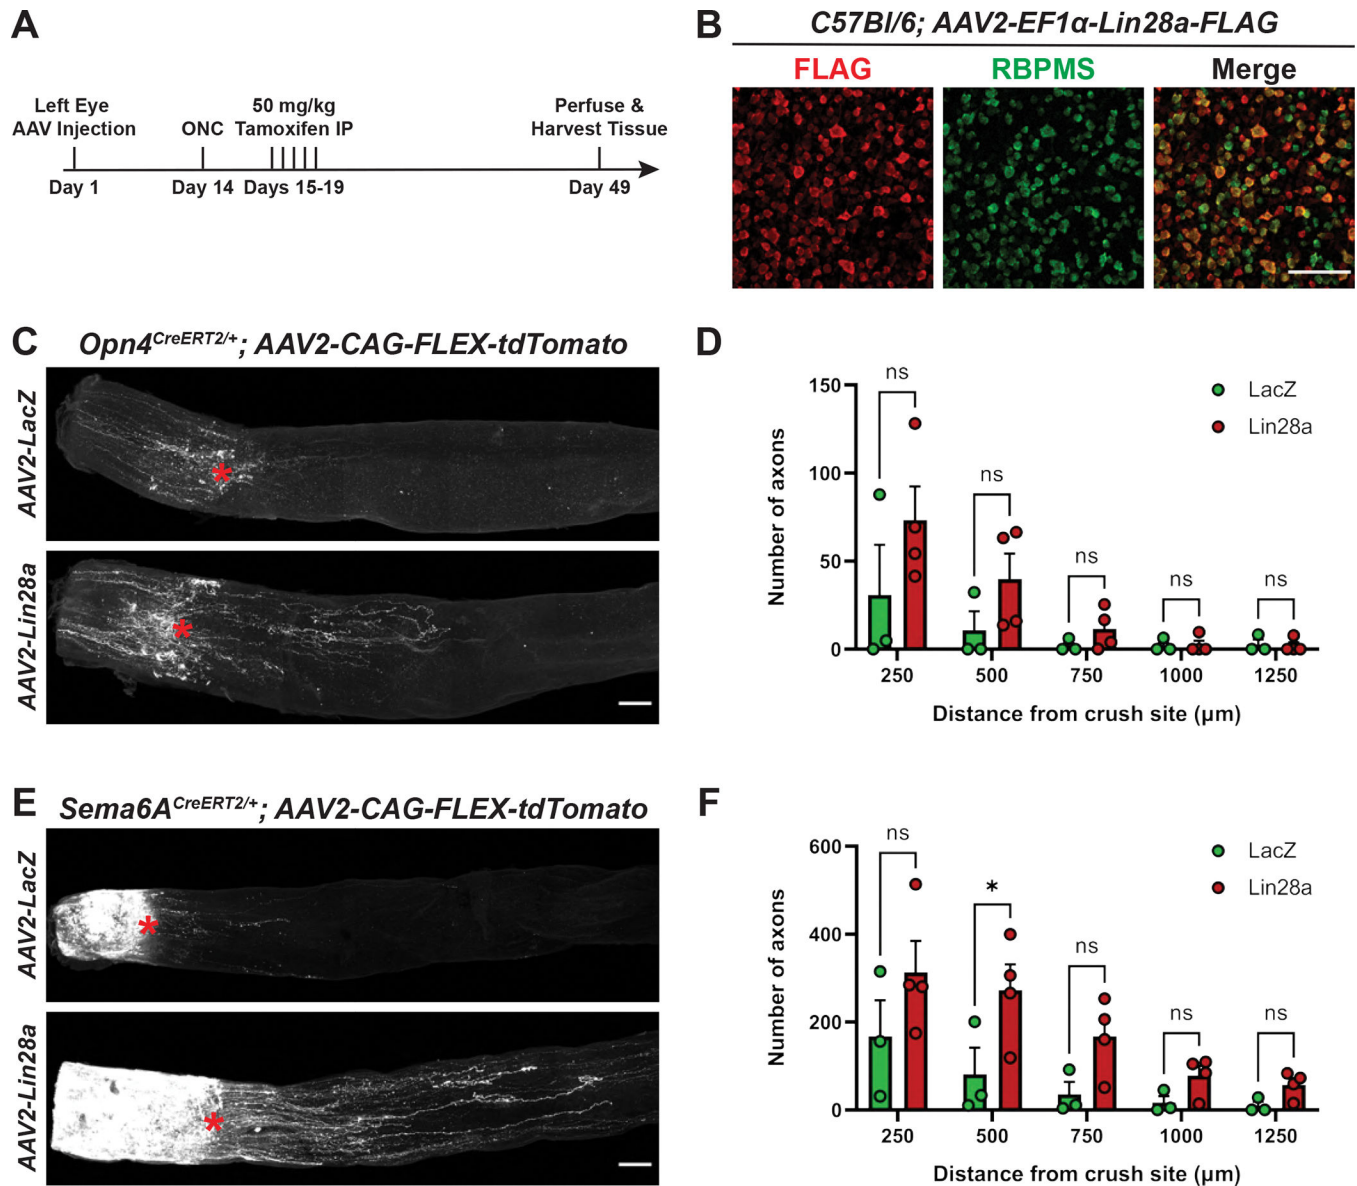 A
Left Eye
AAV Injection
ONC
50 mg/kg
Tamoxifen IP
Perfuse &
Harvest Tissue
Day 1
Day 14
Days 15-19
Day 49
B
C57Bl/6; AAV2-EF1α-Lin28a-FLAG
FLAG
RBPMS
Merge
C
Opn4CreERT2/+; AAV2-CAG-FLEX-tdTomato
AAV2-LacZ
*
AAV2-Lin28a
*
D
Number of axons
150
100
50
0
ns
ns
ns
ns
ns
LacZ
Lin28a
250
500
750
1000
1250
Distance from crush site (µm)
E
Sema6ACreERT2/+; AAV2-CAG-FLEX-tdTomato
AAV2-LacZ
*
AAV2-Lin28a
*
F
Number of axons
600
400
200
0
ns
*
ns
ns
ns
LacZ
Lin28a
250
500
750
1000
1250
Distance from crush site (µm)